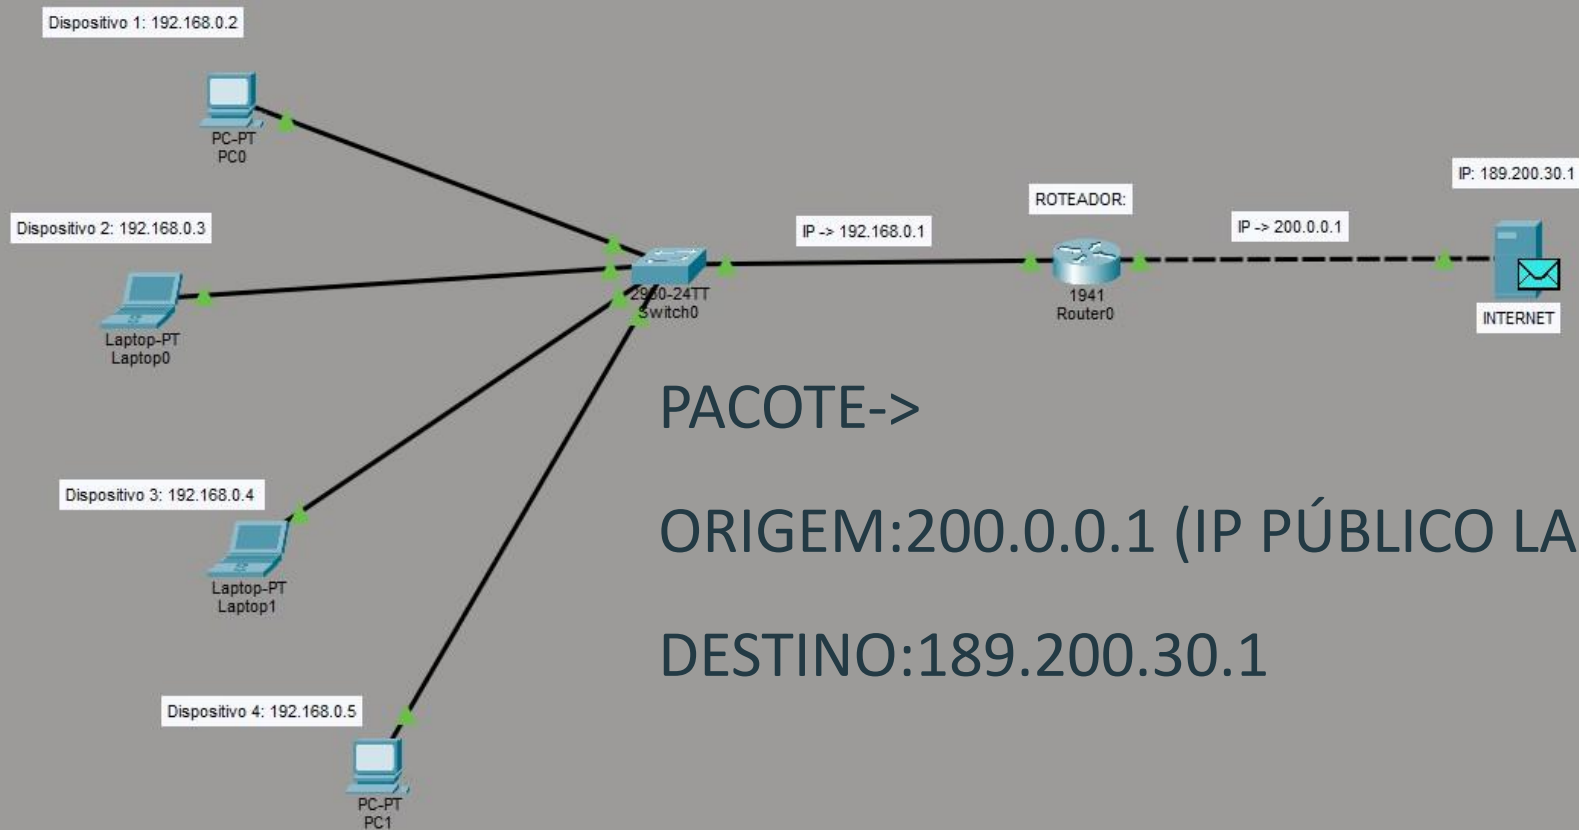 Dispositivo 1: 192.168.0.2
PC-PT
PC0
IP: 189.200.30.1
ROTEADOR:
Dispositivo 2: 192.168.0.3
IP -> 192.168.0.1
IP -> 200.0.0.1
2950-24TT
Switch0
1941
Router0
INTERNET
Laptop-PT
Laptop0
PACOTE->
Dispositivo 3: 192.168.0.4
ORIGEM:200.0.0.1 (IP PÚBLICO LA
Laptop-PT
Laptop1
DESTINO:189.200.30.1
Dispositivo 4: 192.168.0.5
PC-PT
PC1